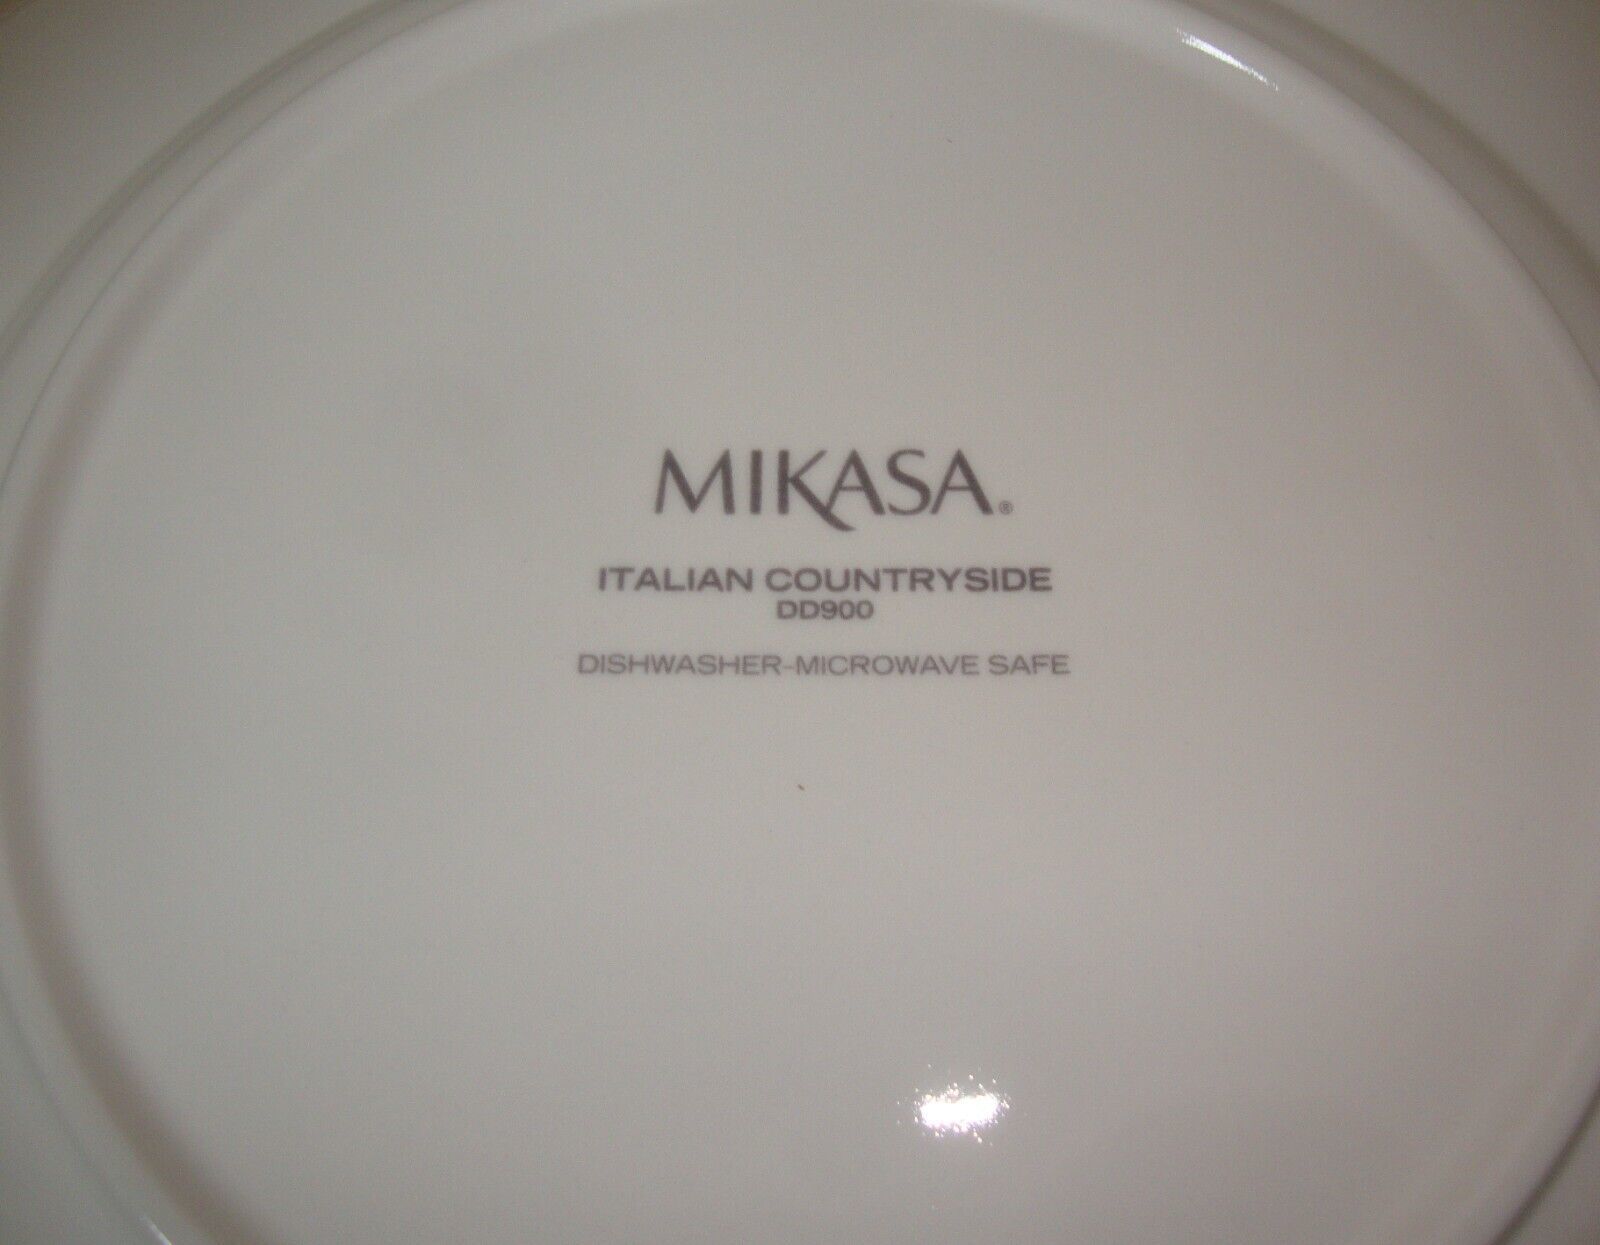 MIKASA®
ITALIAN COUNTRYSIDE
DD900
DISHWASHER-MICROWAVE SAFE